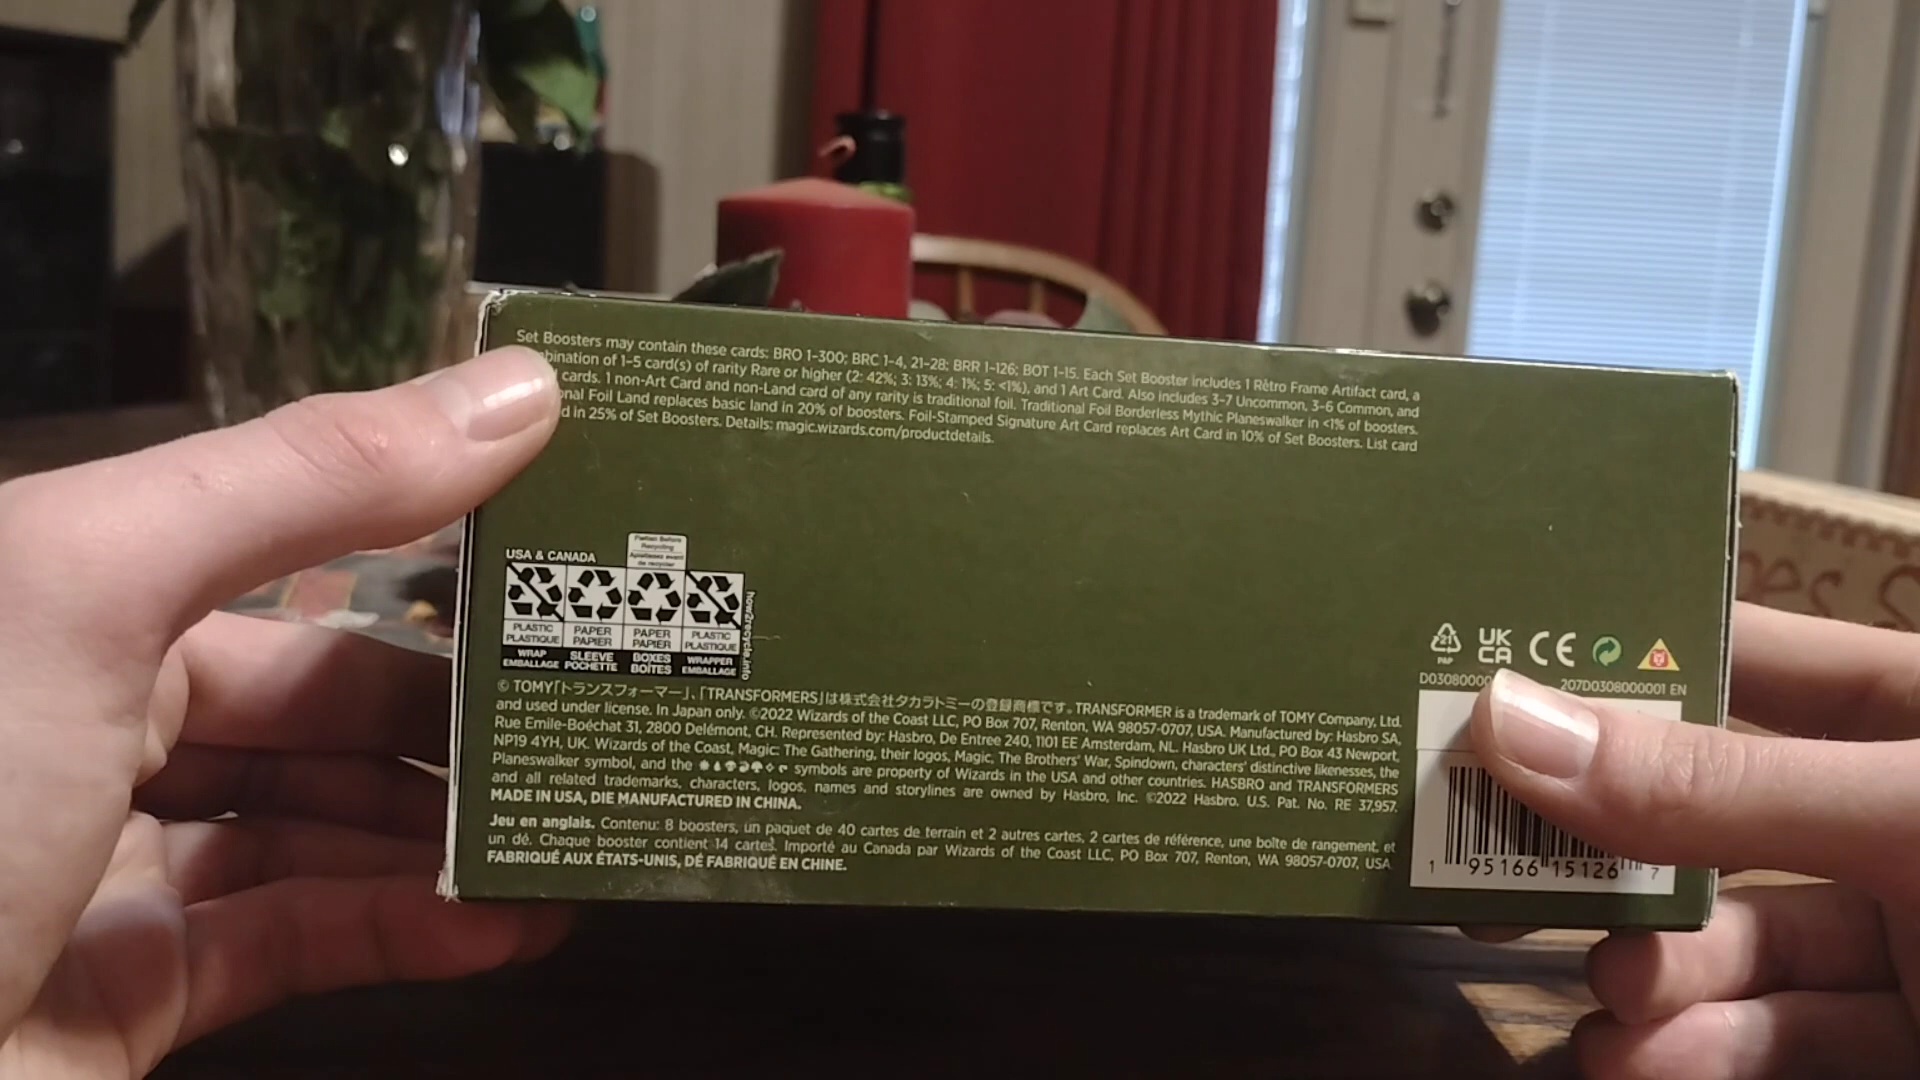 Set Boosters may contain these cards: BRO 1-300; BRC 1-4, 21-28; BRR 1-126; BOT 1-15. Each Set Booster includes 1 Retro Frame Artifact card, a
of 1-5 card(s) of rarity Rare or higher (2: 42%; 3: 13%; 4: 1%; 5: <1%), and 1 Art Card. Also includes 3-7 Uncommon, 3-6 Common, and
cards. 1 non-Art Card and non-Land card of any rarity is traditional foil. Traditional Foil Borderless Mythic Planeswalker in <1% of boosters.
Foil Land replaces basic land in 20% of boosters. Foil-Stamped Signature Art Card replaces Art Card in 10% of Set Boosters. List card
in 25% of Set Boosters. Details: magic.wizards.com/productdetails.
Flatten Before
Recycling
Aplatissez avant
de recycler
USA & CANADA
PLASTIC PAPER PAPER PLASTIC
PLASTIQUE PAPIER PAPIER PLASTIQUE
WRAP SLEEVE BOXES WRAPPER
EMBALLAGE POCHETTE BOÎTES EMBALLAGE
how2recycle.info
21
PAP
UK
CA
CE
D0308000
207D0308000001 EN
© TOMY「トランスフォーマー」、「TRANSFORMERS」は株式会社タカラトミーの登録商標です。TRANSFORMER is a trademark of TOMY Company, Ltd.
and used under license. In Japan only. ©2022 Wizards of the Coast LLC, PO Box 707, Renton, WA 98057-0707, USA. Manufactured by: Hasbro SA,
Rue Emile-Boéchat 31, 2800 Delémont, CH. Represented by: Hasbro, De Entree 240, 1101 EE Amsterdam, NL. Hasbro UK Ltd., PO Box 43 Newport,
NP19 4YH, UK. Wizards of the Coast, Magic: The Gathering, their logos, Magic, The Brothers' War, Spindown, characters' distinctive likenesses, the
Planeswalker symbol, and the symbols are property of Wizards in the USA and other countries. HASBRO and TRANSFORMERS
and all related trademarks, characters, logos, names and storylines are owned by Hasbro, Inc. ©2022 Hasbro. U.S. Pat. No. RE 37,957.
MADE IN USA, DIE MANUFACTURED IN CHINA.
Jeu en anglais. Contenu: 8 boosters, un paquet de 40 cartes de terrain et 2 autres cartes, 2 cartes de référence, une boîte de rangement, et
un dé. Chaque booster contient 14 cartes. Importé au Canada par Wizards of the Coast LLC, PO Box 707, Renton, WA 98057-0707, USA
FABRIQUÉ AUX ÉTATS-UNIS, DÉ FABRIQUÉ EN CHINE.
1 95166 15126 7